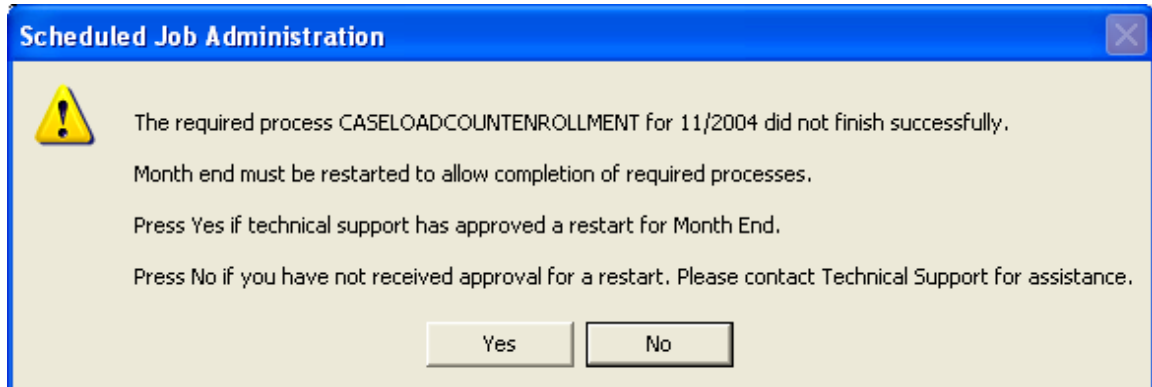 Scheduled Job Administration
The required process CASELOADCOUNTENROLLMENT for 11/2004 did not finish successfully.
Month end must be restarted to allow completion of required processes.
Press Yes if technical support has approved a restart for Month End.
Press No if you have not received approval for a restart. Please contact Technical Support for assistance.
Yes
No